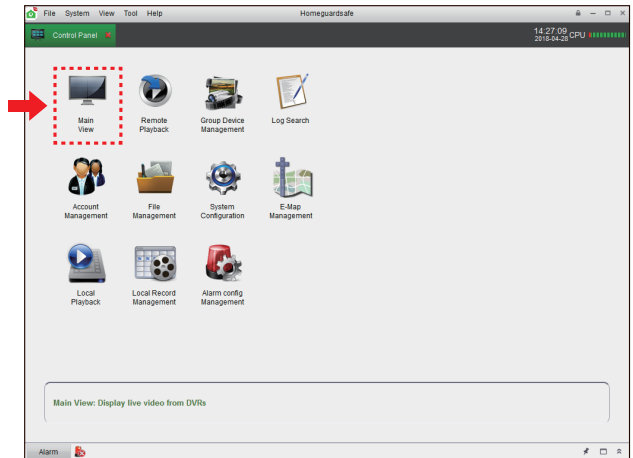 File System View Tool Help Homeguardsafe
Control Panel
14:27:09
2018-04-28 CPU
Main
View
Remote
Playback
Group Device
Management
Log Search
Account
Management
File
Management
System
Configuration
E-Map
Management
Local
Playback
Local Record
Management
Alarm config
Management
Main View: Display live video from DVRs
Alarm